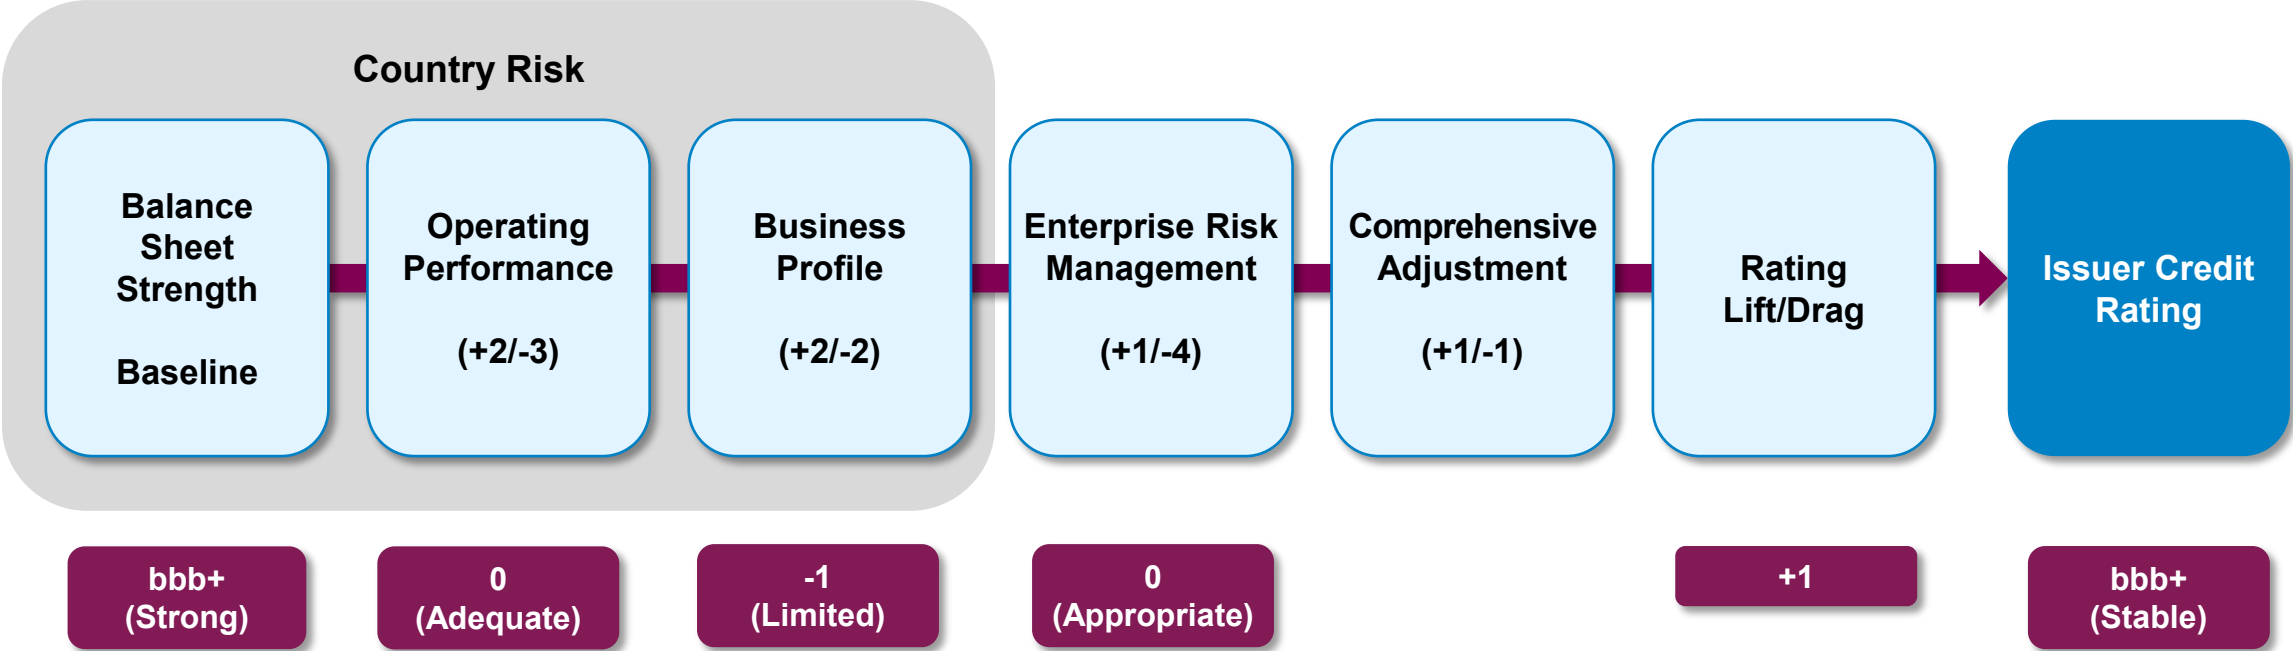 Country Risk
Balance
Sheet
Strength
Baseline
Operating
Performance
(+2/-3)
Business
Profile
(+2/-2)
Enterprise Risk
Management
(+1/-4)
Comprehensive
Adjustment
(+1/-1)
Rating
Lift/Drag
Issuer Credit
Rating
bbb+
(Strong)
0
(Adequate)
-1
(Limited)
0
(Appropriate)
+1
bbb+
(Stable)